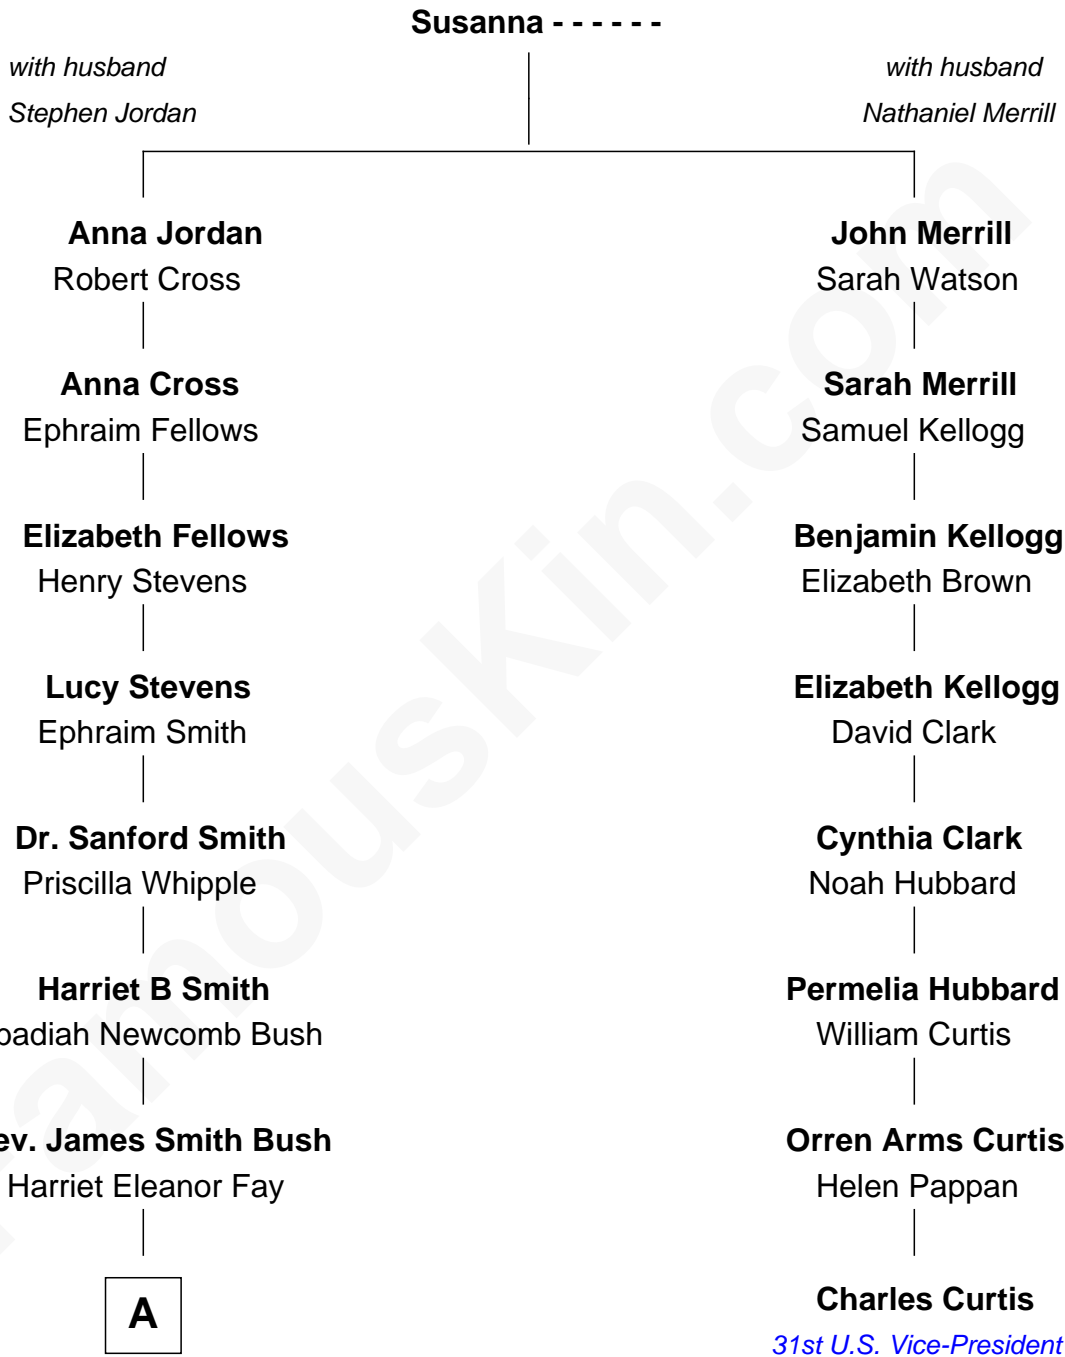 Susanna - - - - - -
with husband
Stephen Jordan
with husband
Nathaniel Merrill
Anna Jordan
Robert Cross
John Merrill
Sarah Watson
Anna Cross
Ephraim Fellows
Sarah Merrill
Samuel Kellogg
Elizabeth Fellows
Henry Stevens
Benjamin Kellogg
Elizabeth Brown
Lucy Stevens
Ephraim Smith
Elizabeth Kellogg
David Clark
Dr. Sanford Smith
Priscilla Whipple
Cynthia Clark
Noah Hubbard
Harriet B Smith
badiah Newcomb Bush
Permelia Hubbard
William Curtis
ev. James Smith Bush
Harriet Eleanor Fay
Orren Arms Curtis
Helen Pappan
A
Charles Curtis
31st U.S. Vice-President
FamousKin.com